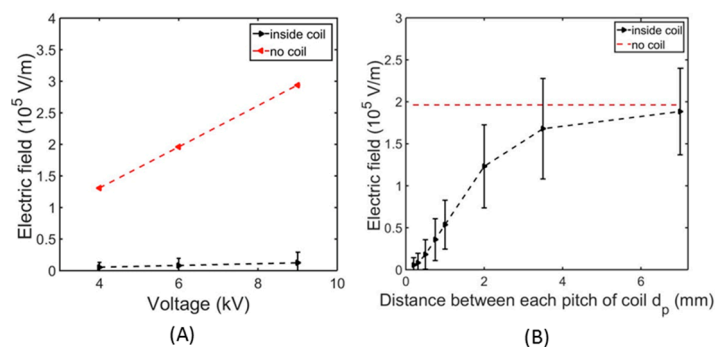 4
3.5
3
2.5
2
1.5
1
0.5
0
Electric field (10⁵ V/m)
inside coil
no coil
4 6 8 10
Voltage (kV)
(A)
3
2
1
0
Electric field (10⁵ V/m)
inside coil
no coil
0 2 4 6
Distance between each pitch of coil dₚ (mm)
(B)